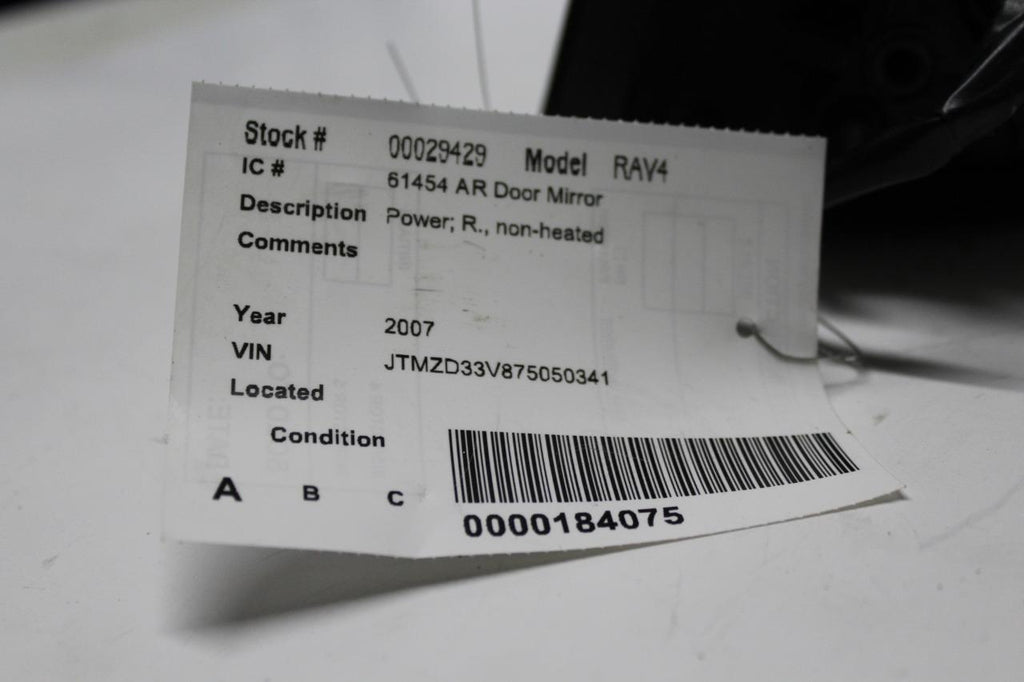 Stock # 00029429 Model RAV4
IC # 61454 AR Door Mirror
Description Power; R., non-heated
Comments
Year 2007
VIN JTMZD33V875050341
Located
Condition
A B C
0000184075